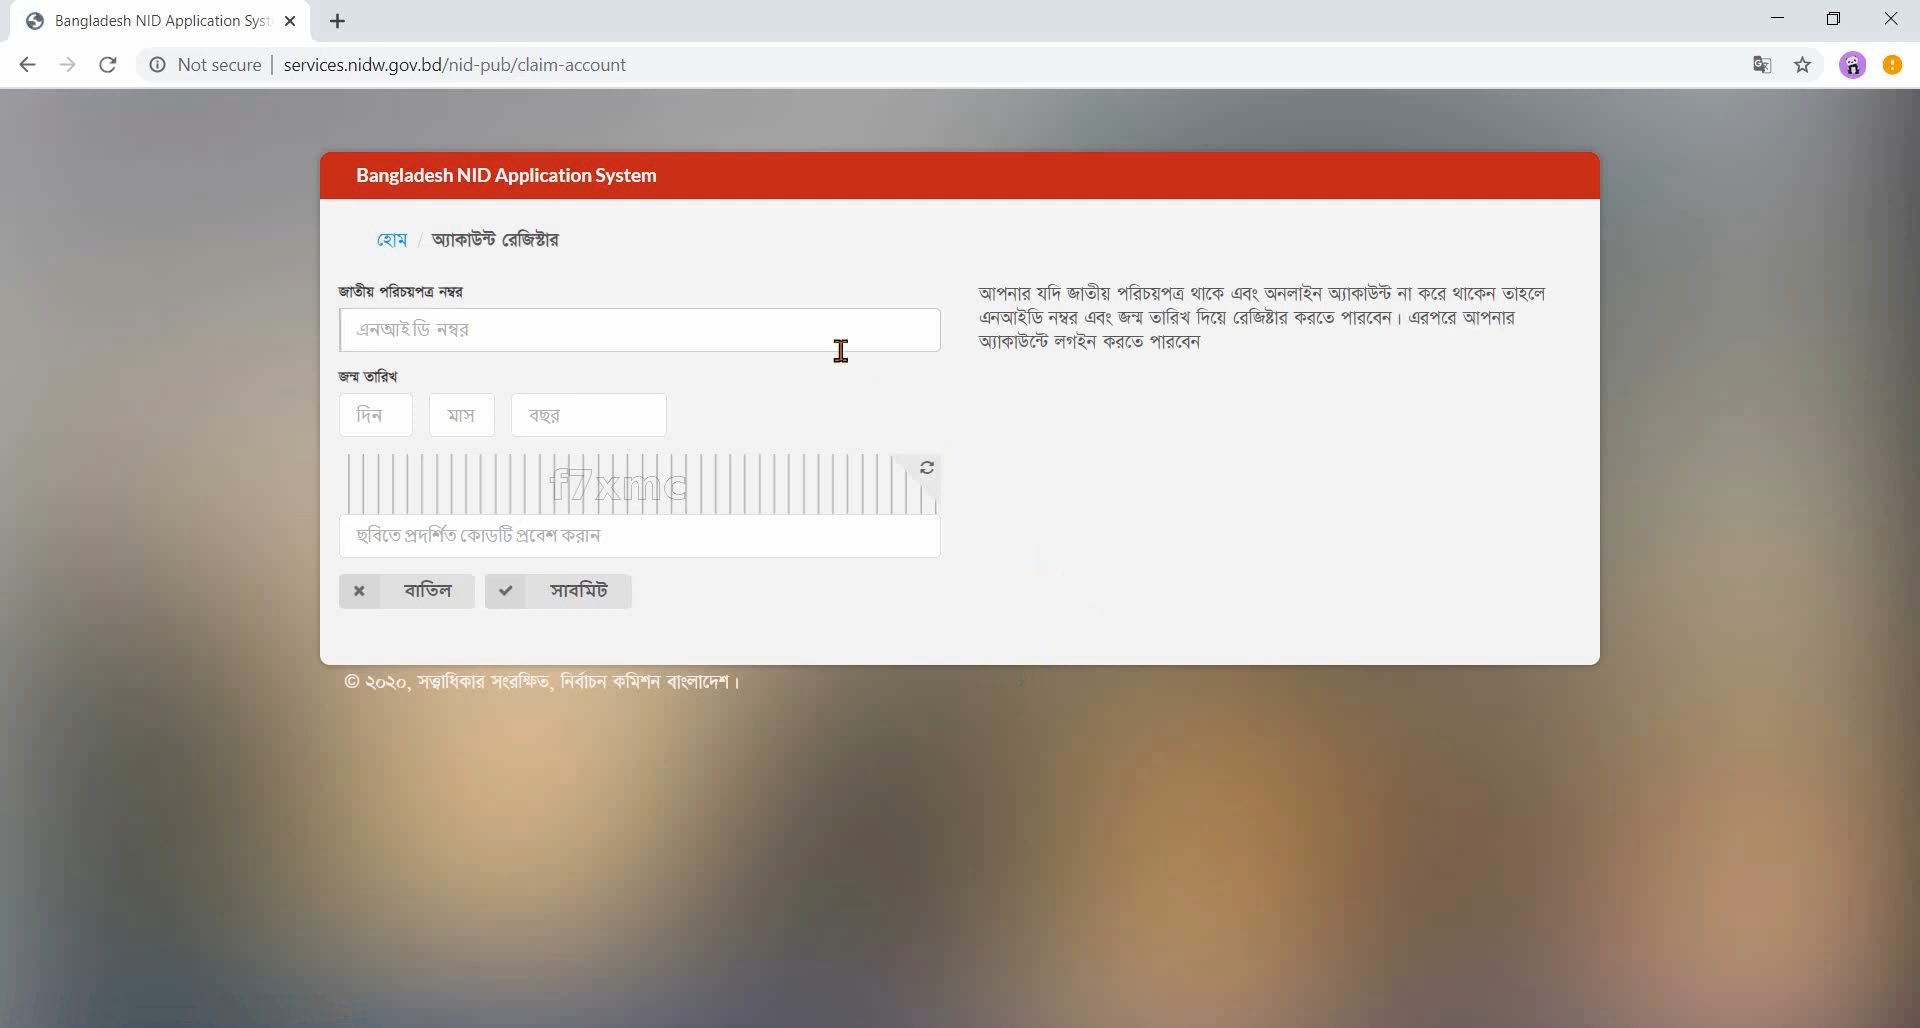 Bangladesh NID Application Syst
Not secure | services.nidw.gov.bd/nid-pub/claim-account
Bangladesh NID Application System
হোম / অ্যাকাউন্ট রেজিস্টার
জাতীয় পরিচয়পত্র নম্বর
এনআইডি নম্বর
জন্ম তারিখ
দিন মাস বছর
f7xmc
ছবিতে প্রদর্শিত কোডটি প্রবেশ করান
বাতিল সাবমিট
আপনার যদি জাতীয় পরিচয়পত্র থাকে এবং অনলাইন অ্যাকাউন্ট না করে থাকেন তাহলে
এনআইডি নম্বর এবং জন্ম তারিখ দিয়ে রেজিষ্টার করতে পারবেন। এরপরে আপনার
অ্যাকাউন্টে লগইন করতে পারবেন
© ২০২০, সত্ত্বাধিকার সংরক্ষিত, নির্বাচন কমিশন বাংলাদেশ।